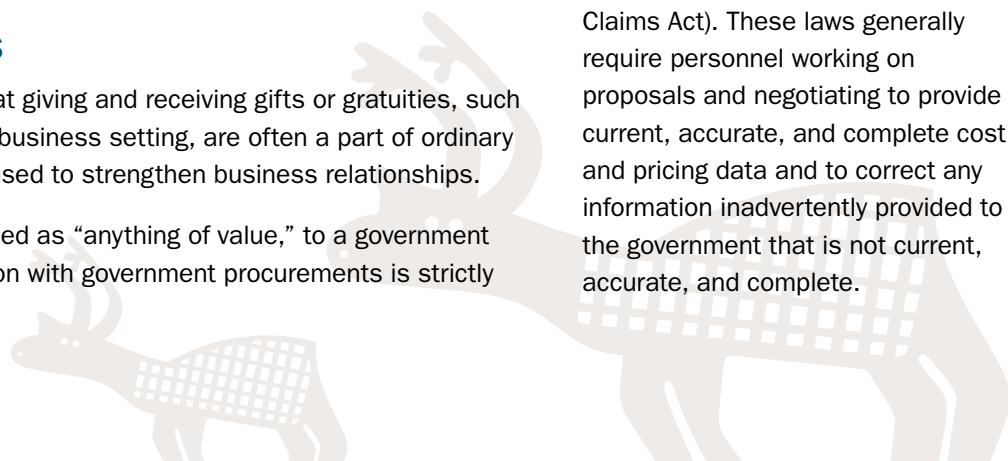 s
at giving and receiving gifts or gratuities, such
business setting, are often a part of ordinary
used to strengthen business relationships.
ed as “anything of value,” to a government
on with government procurements is strictly
Claims Act). These laws generally
require personnel working on
proposals and negotiating to provide
current, accurate, and complete cost
and pricing data and to correct any
information inadvertently provided to
the government that is not current,
accurate, and complete.